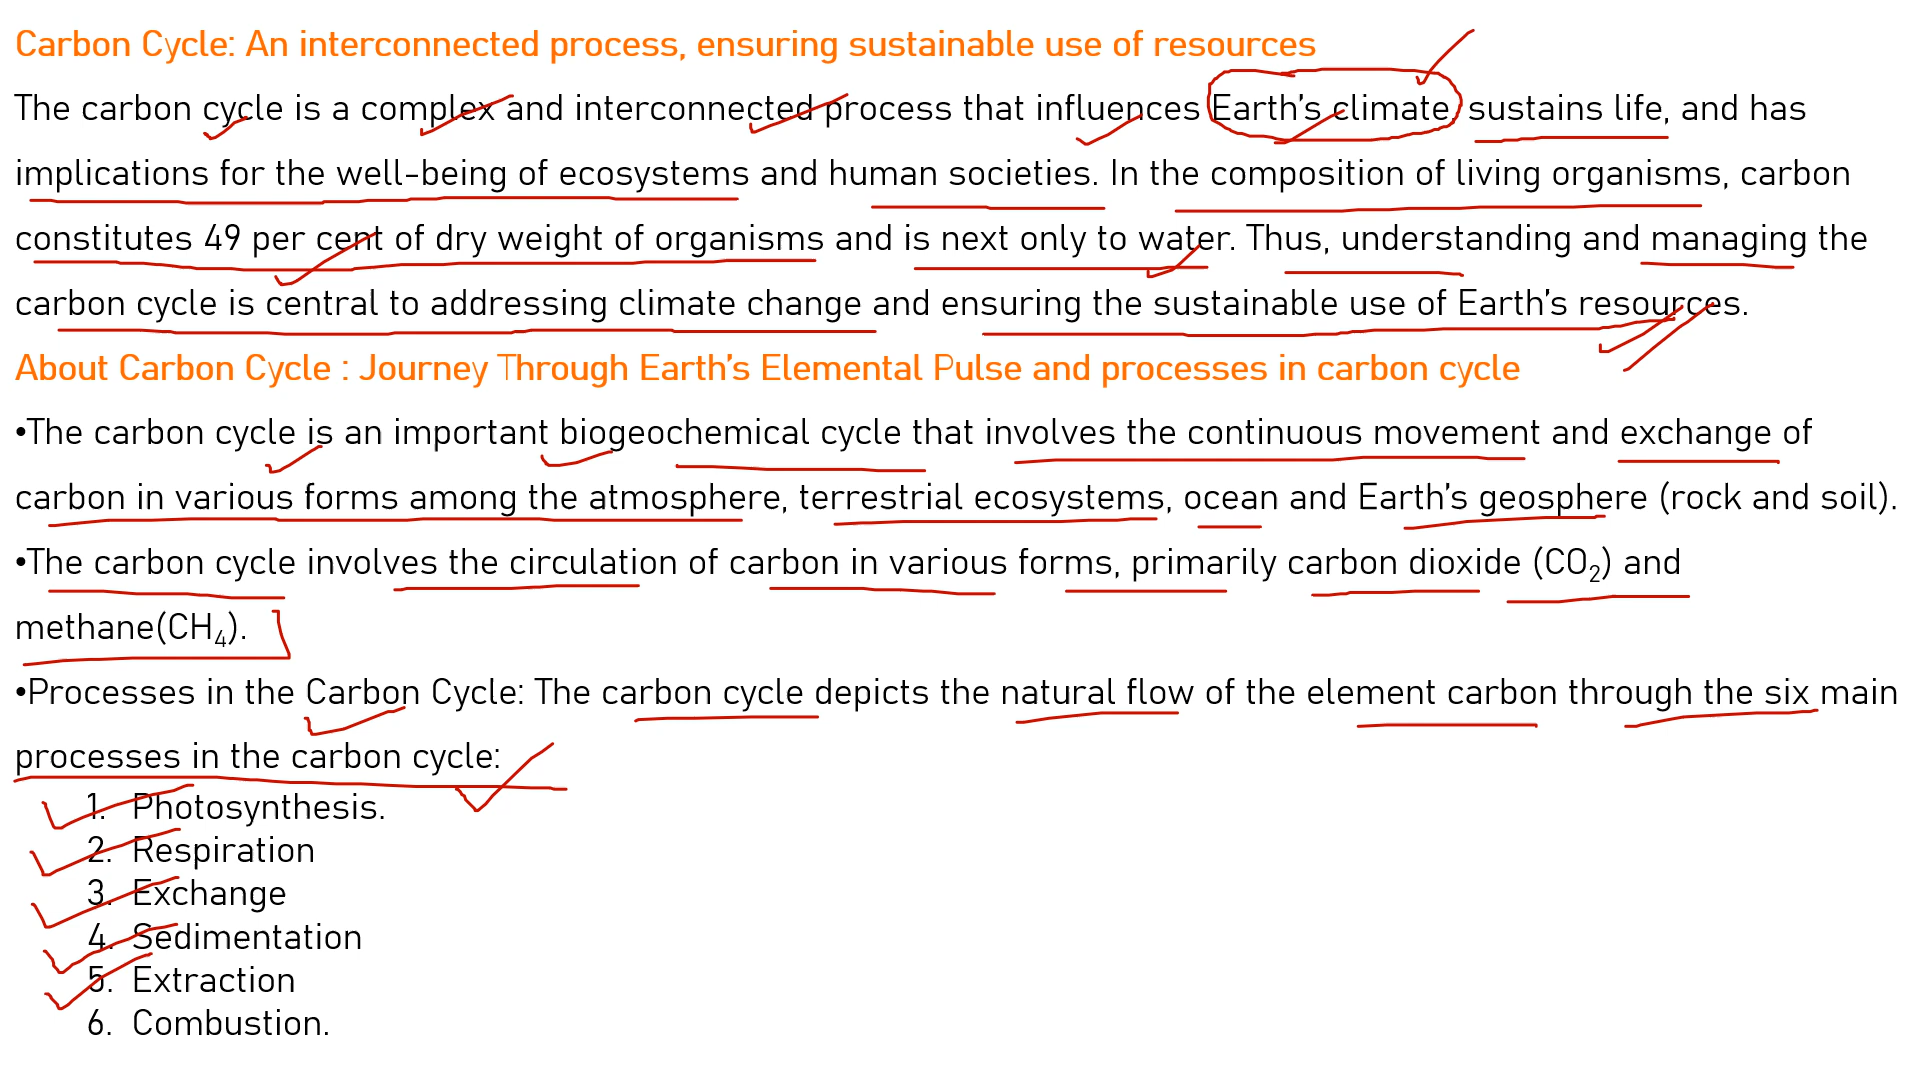 Carbon Cycle: An interconnected process, ensuring sustainable use of resources
The carbon cycle is a complex and interconnected process that influences Earth's climate, sustains life, and has
implications for the well-being of ecosystems and human societies. In the composition of living organisms, carbon
constitutes 49 per cent of dry weight of organisms and is next only to water. Thus, understanding and managing the
carbon cycle is central to addressing climate change and ensuring the sustainable use of Earth's resources.
About Carbon Cycle : Journey Through Earth's Elemental Pulse and processes in carbon cycle
•The carbon cycle is an important biogeochemical cycle that involves the continuous movement and exchange of
carbon in various forms among the atmosphere, terrestrial ecosystems, ocean and Earth's geosphere (rock and soil).
•The carbon cycle involves the circulation of carbon in various forms, primarily carbon dioxide (CO₂) and
methane(CH₄).
•Processes in the Carbon Cycle: The carbon cycle depicts the natural flow of the element carbon through the six main
processes in the carbon cycle:
1. Photosynthesis.
2. Respiration
3. Exchange
4. Sedimentation
5. Extraction
6. Combustion.